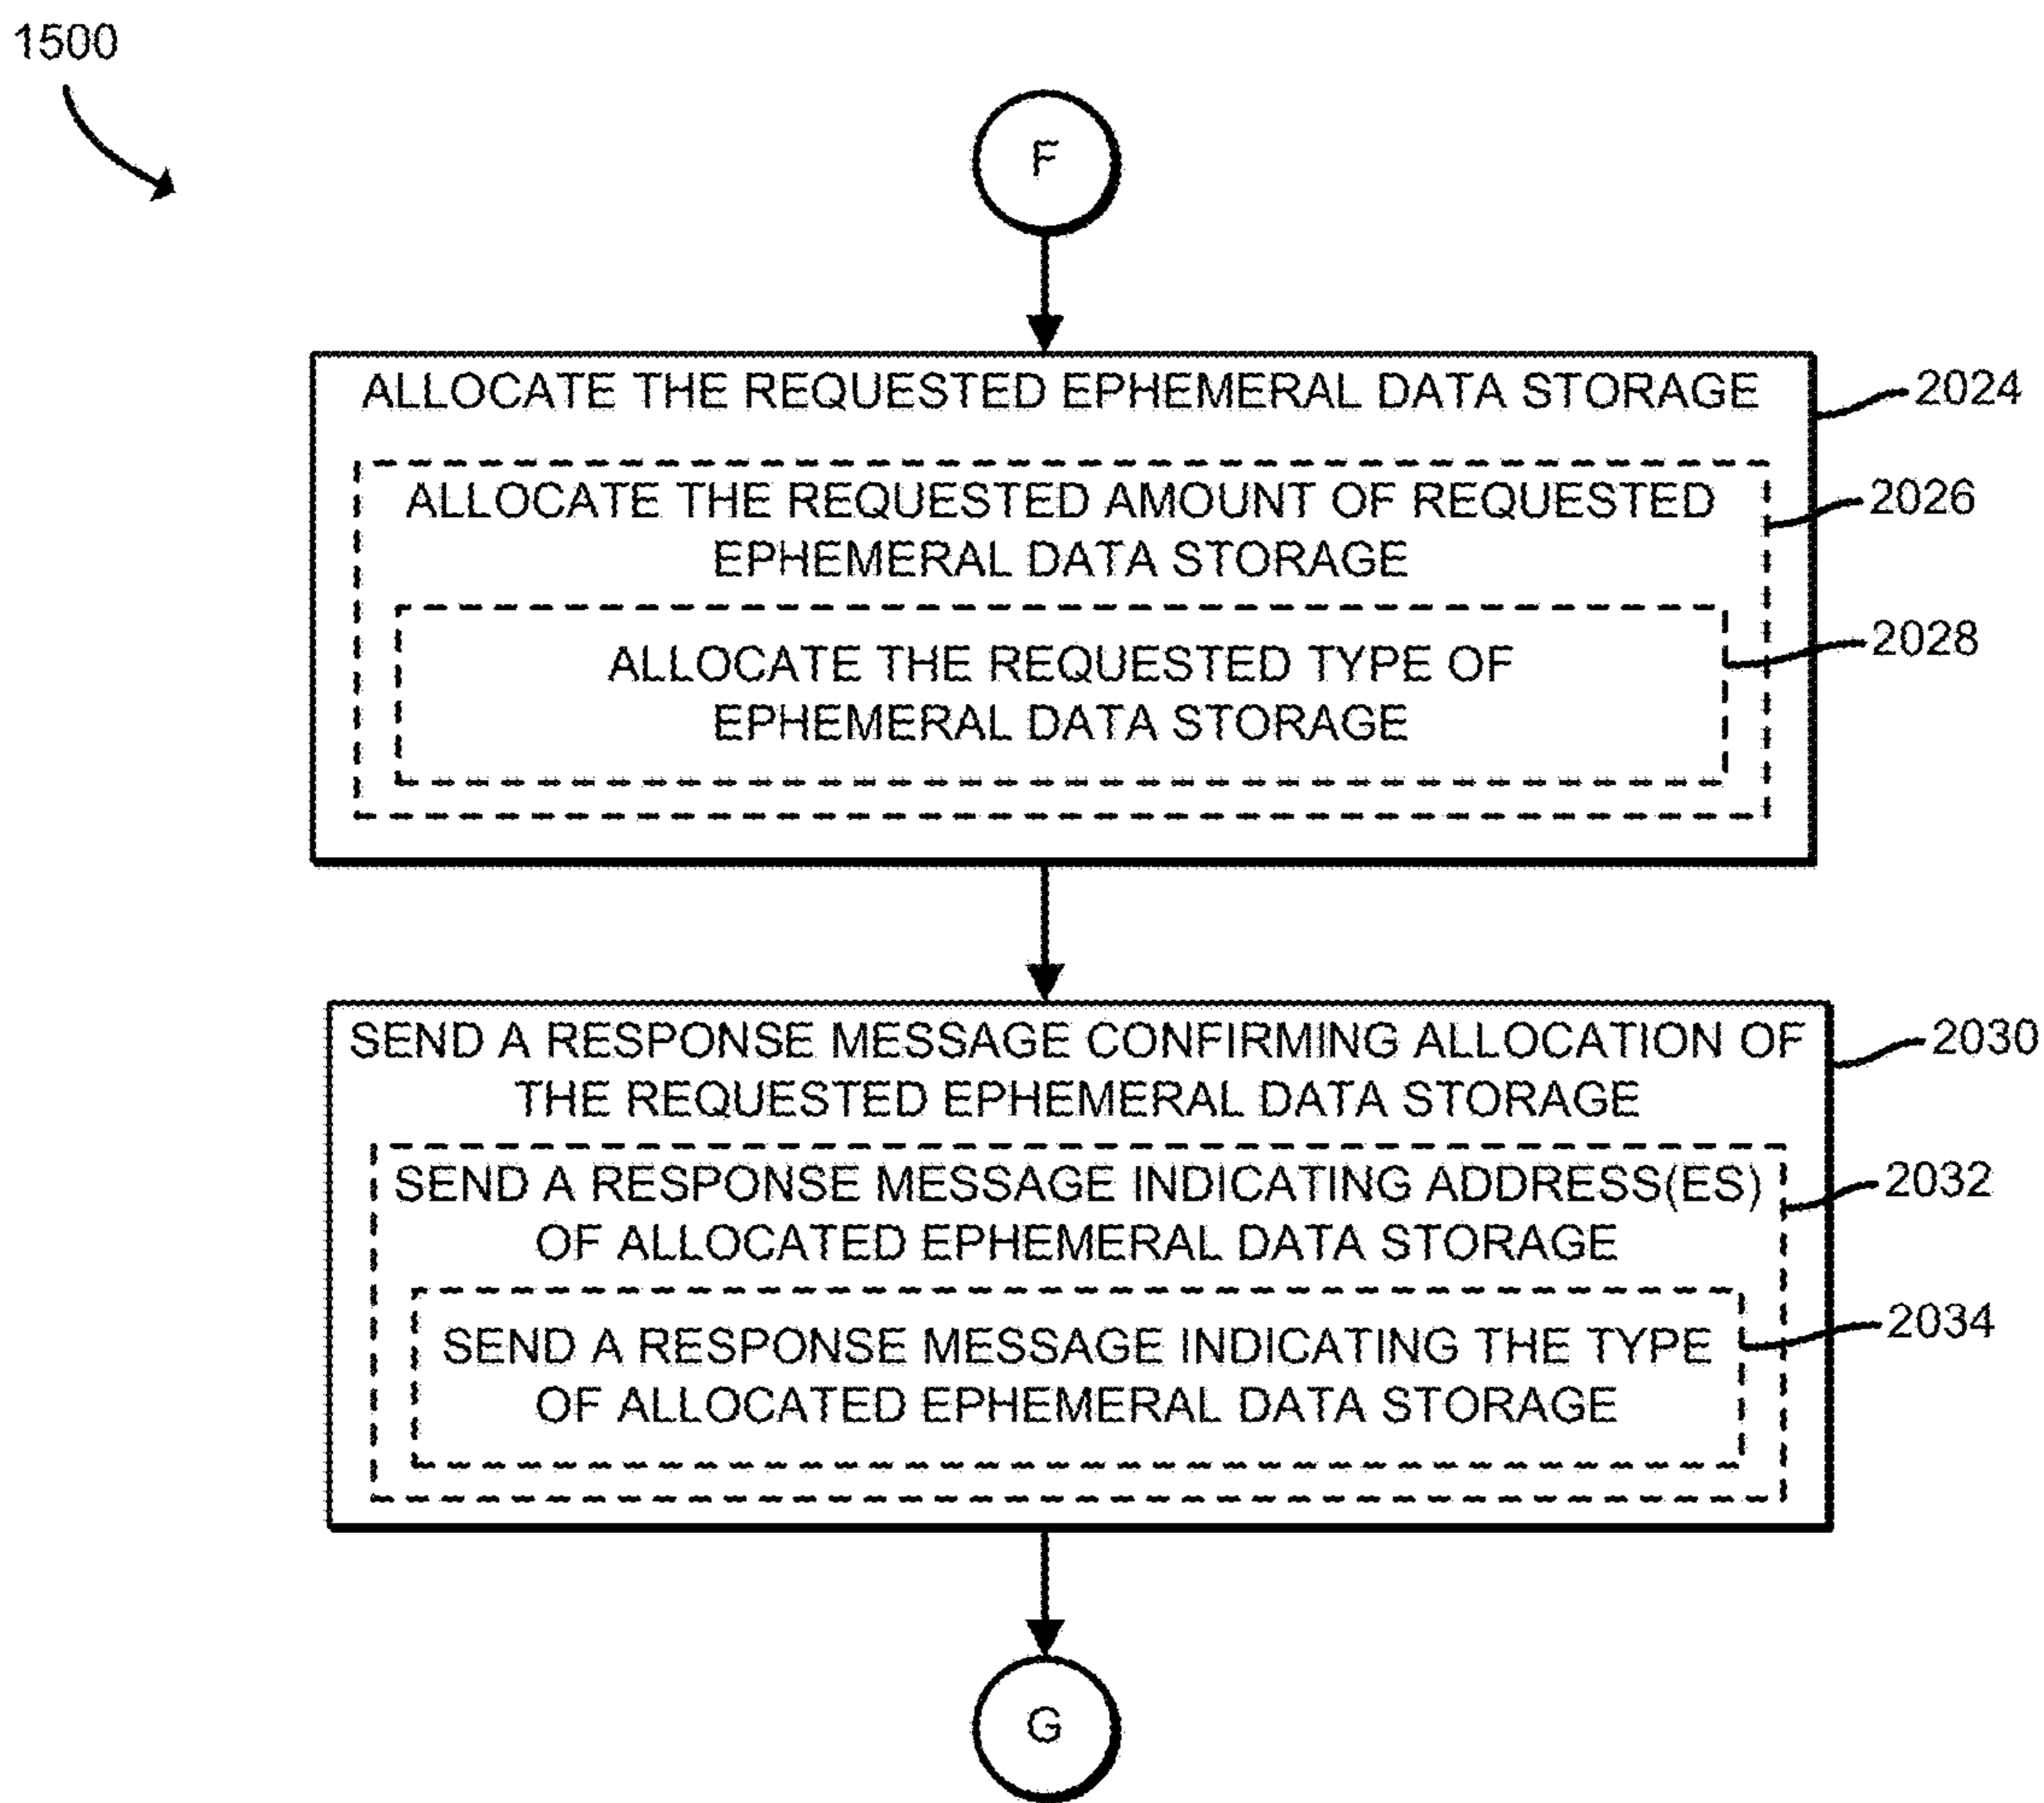 1500
F
ALLOCATE THE REQUESTED EPHEMERAL DATA STORAGE
2024
ALLOCATE THE REQUESTED AMOUNT OF REQUESTED
EPHEMERAL DATA STORAGE
2026
ALLOCATE THE REQUESTED TYPE OF
EPHEMERAL DATA STORAGE
2028
SEND A RESPONSE MESSAGE CONFIRMING ALLOCATION OF
THE REQUESTED EPHEMERAL DATA STORAGE
2030
SEND A RESPONSE MESSAGE INDICATING ADDRESS(ES)
OF ALLOCATED EPHEMERAL DATA STORAGE
2032
SEND A RESPONSE MESSAGE INDICATING THE TYPE
OF ALLOCATED EPHEMERAL DATA STORAGE
2034
G